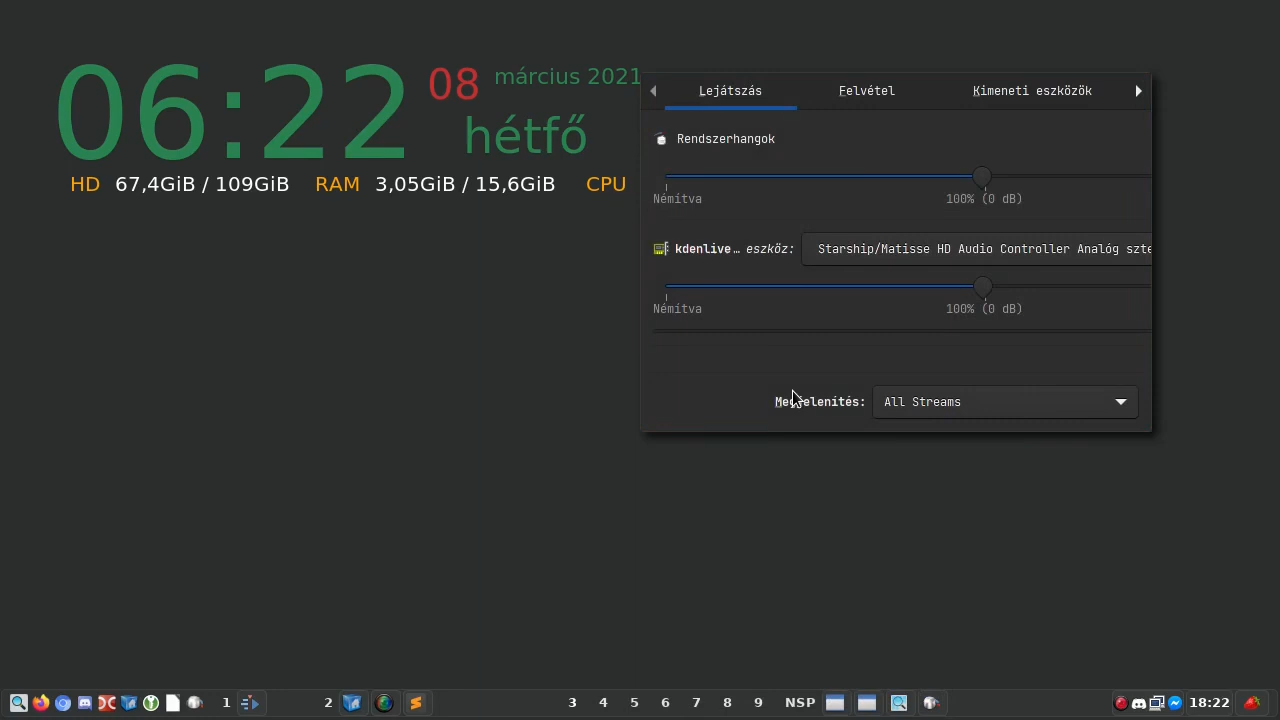 06:22 08 március 2021
hétfő
HD 67,4GiB / 109GiB RAM 3,05GiB / 15,6GiB CPU
Lejátszás Felvétel Kimeneti eszközök
Rendszerhangok
Némítva 100% (0 dB)
kdenlive… eszköz: Starship/Matisse HD Audio Controller Analóg szte
Némítva 100% (0 dB)
Megjelenítés: All Streams
1 2 3 4 5 6 7 8 9 NSP 18:22